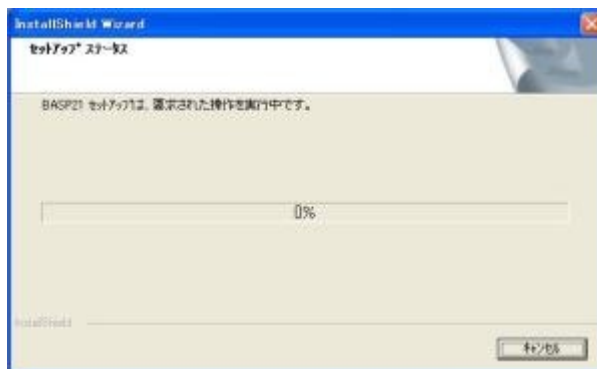 InstallShield Wizard
セットアップ ステータス
BASP21 セットアップは、要求された操作を実行中です。
0%
InstallShield
キャンセル